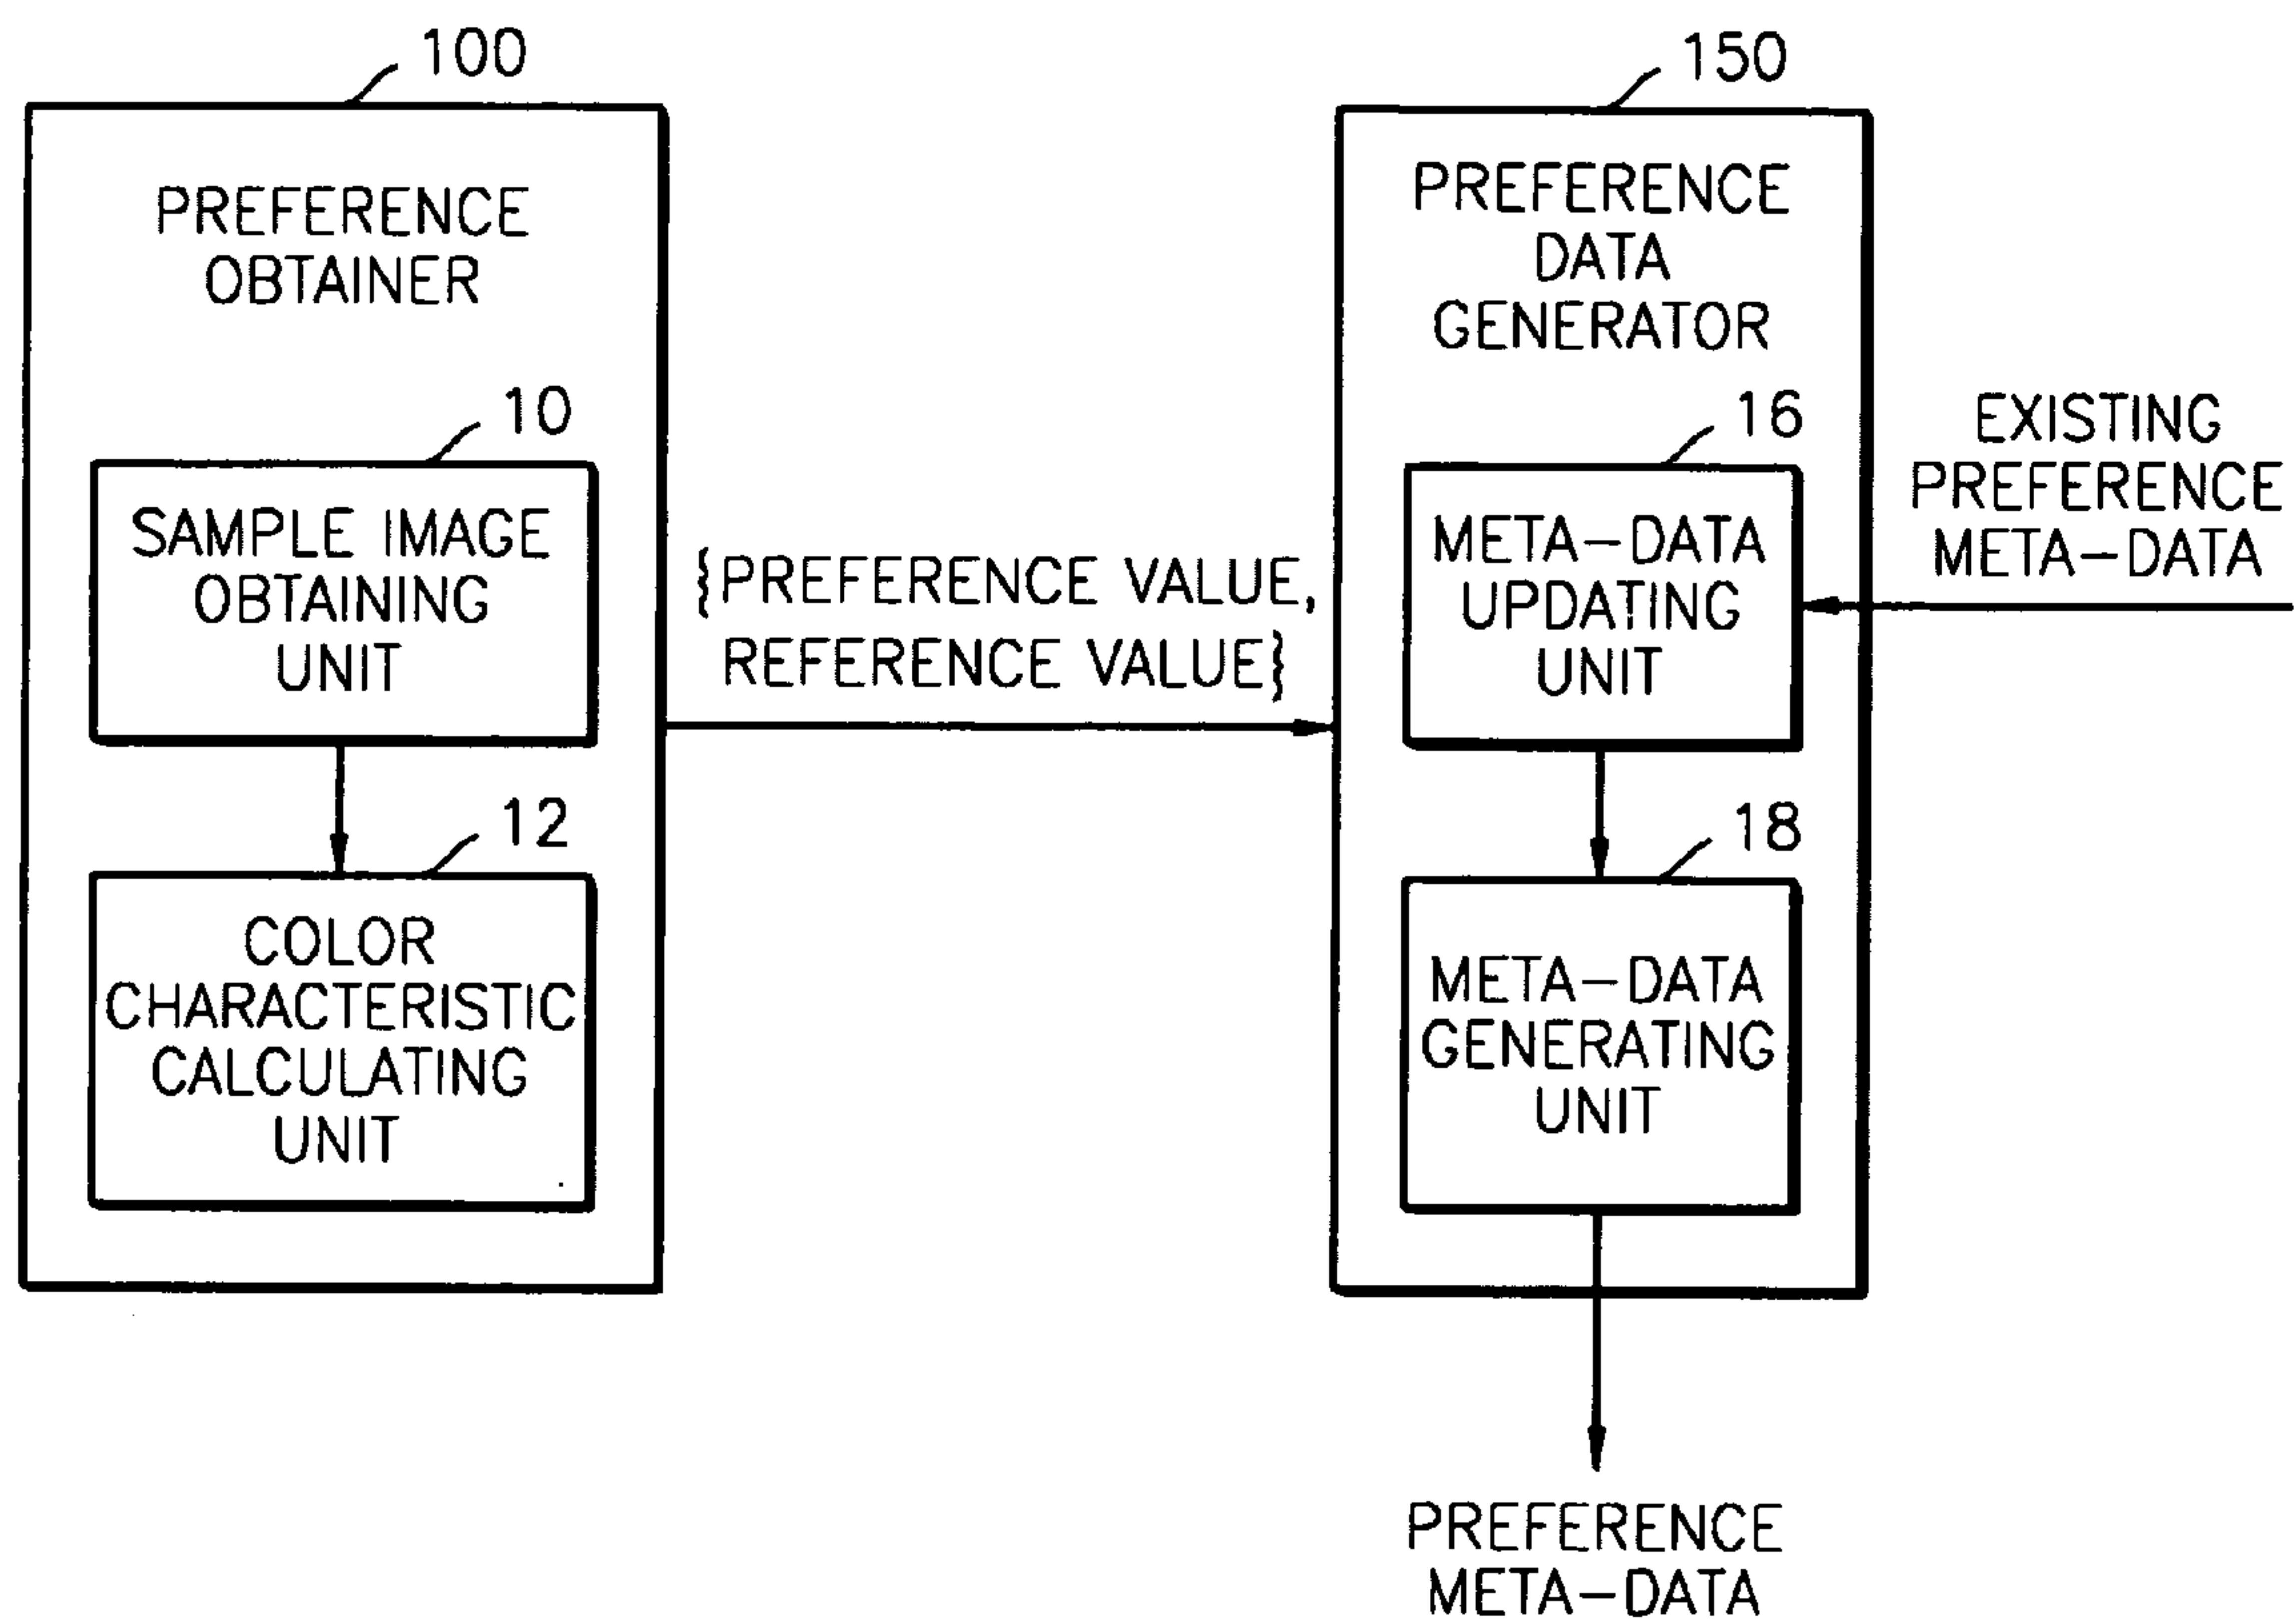 100
PREFERENCE
OBTAINER
10
SAMPLE IMAGE
OBTAINING
UNIT
12
COLOR
CHARACTERISTIC
CALCULATING
UNIT
{PREFERENCE VALUE,
REFERENCE VALUE}
150
PREFERENCE
DATA
GENERATOR
16
META-DATA
UPDATING
UNIT
EXISTING
PREFERENCE
META-DATA
18
META-DATA
GENERATING
UNIT
PREFERENCE
META-DATA